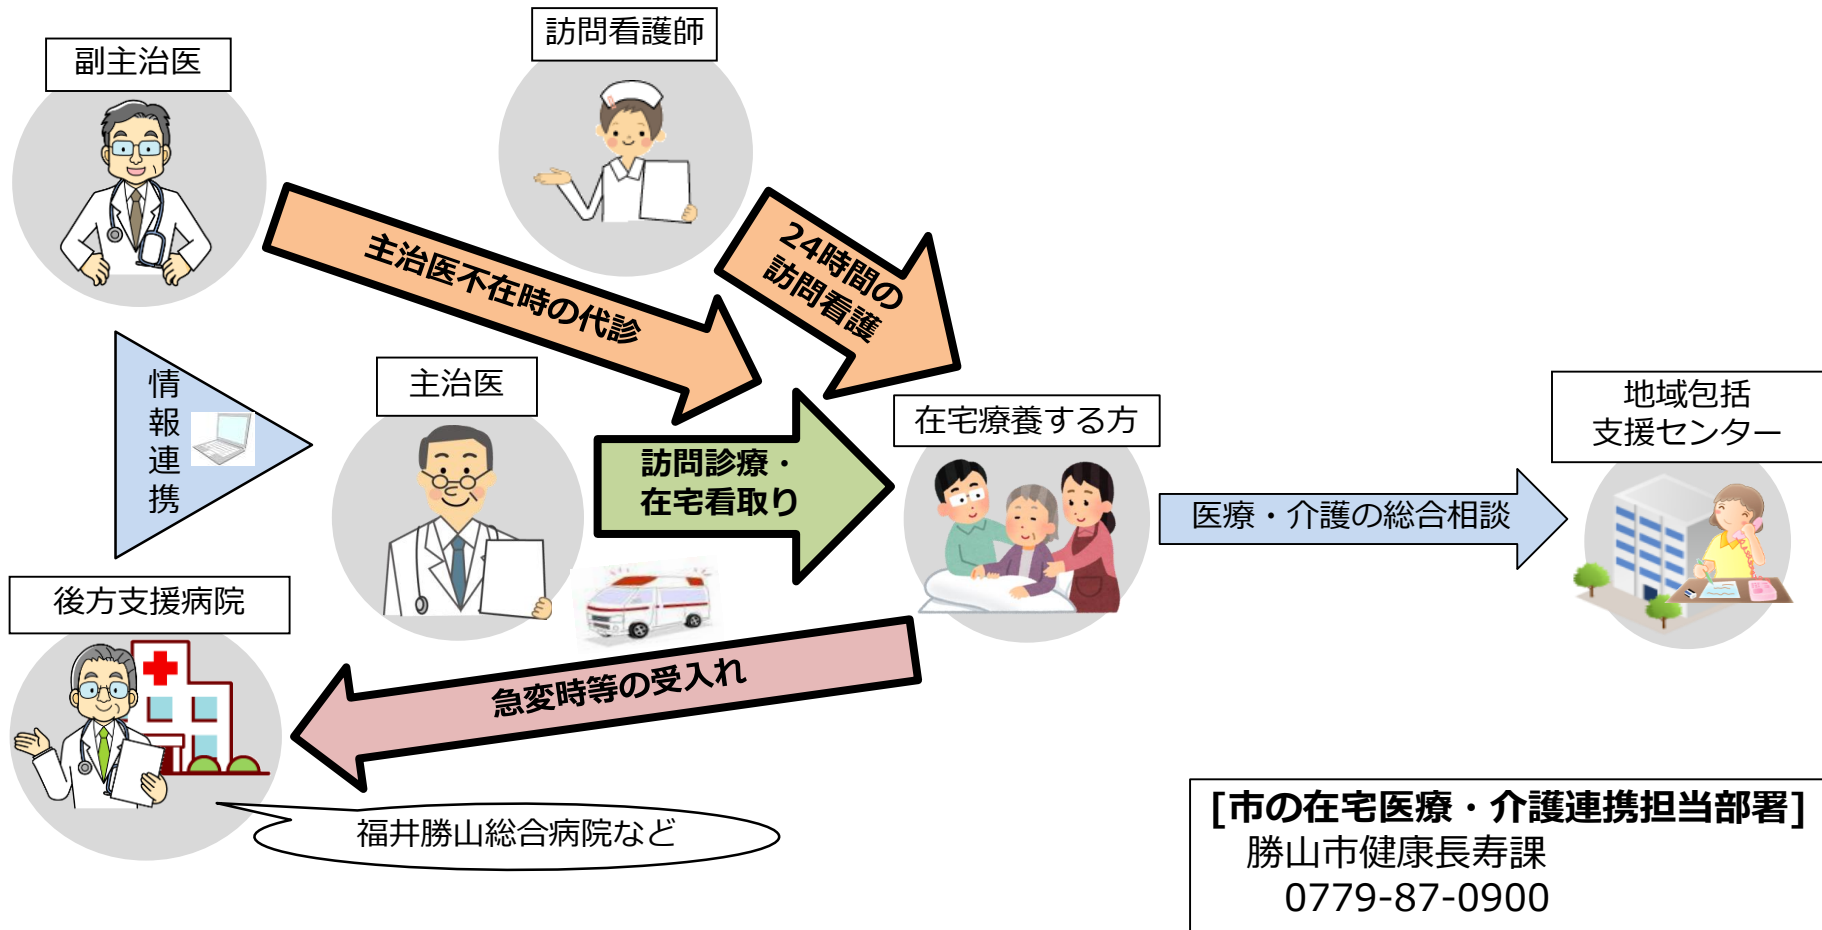 訪問看護師
副主治医
24時間の
訪問看護
主治医不在時の代診
情報連携
主治医
在宅療養する方
地域包括
支援センター
訪問診療・
在宅看取り
医療・介護の総合相談
後方支援病院
急変時等の受入れ
福井勝山総合病院など
[市の在宅医療・介護連携担当部署]
勝山市健康長寿課
0779-87-0900